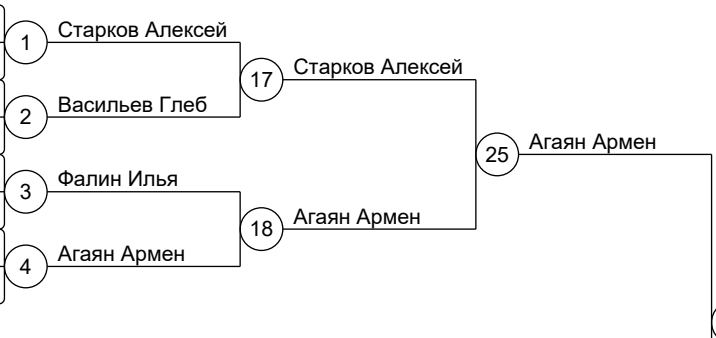 1 Старков Алексей
17 Старков Алексей
2 Васильев Глеб
25 Агаян Армен
3 Фалин Илья
18 Агаян Армен
4 Агаян Армен